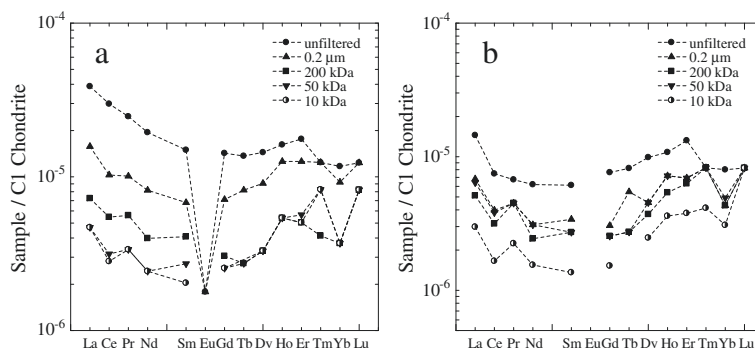 10⁻⁴
10⁻⁵
10⁻⁶
Sample / C1 Chondrite
a
unfiltered
0.2 μm
200 kDa
50 kDa
10 kDa
La Ce Pr Nd Sm Eu Gd Tb Dy Ho Er Tm Yb Lu
10⁻⁴
10⁻⁵
10⁻⁶
Sample / C1 Chondrite
b
unfiltered
0.2 μm
200 kDa
50 kDa
10 kDa
La Ce Pr Nd Sm Eu Gd Tb Dy Ho Er Tm Yb Lu